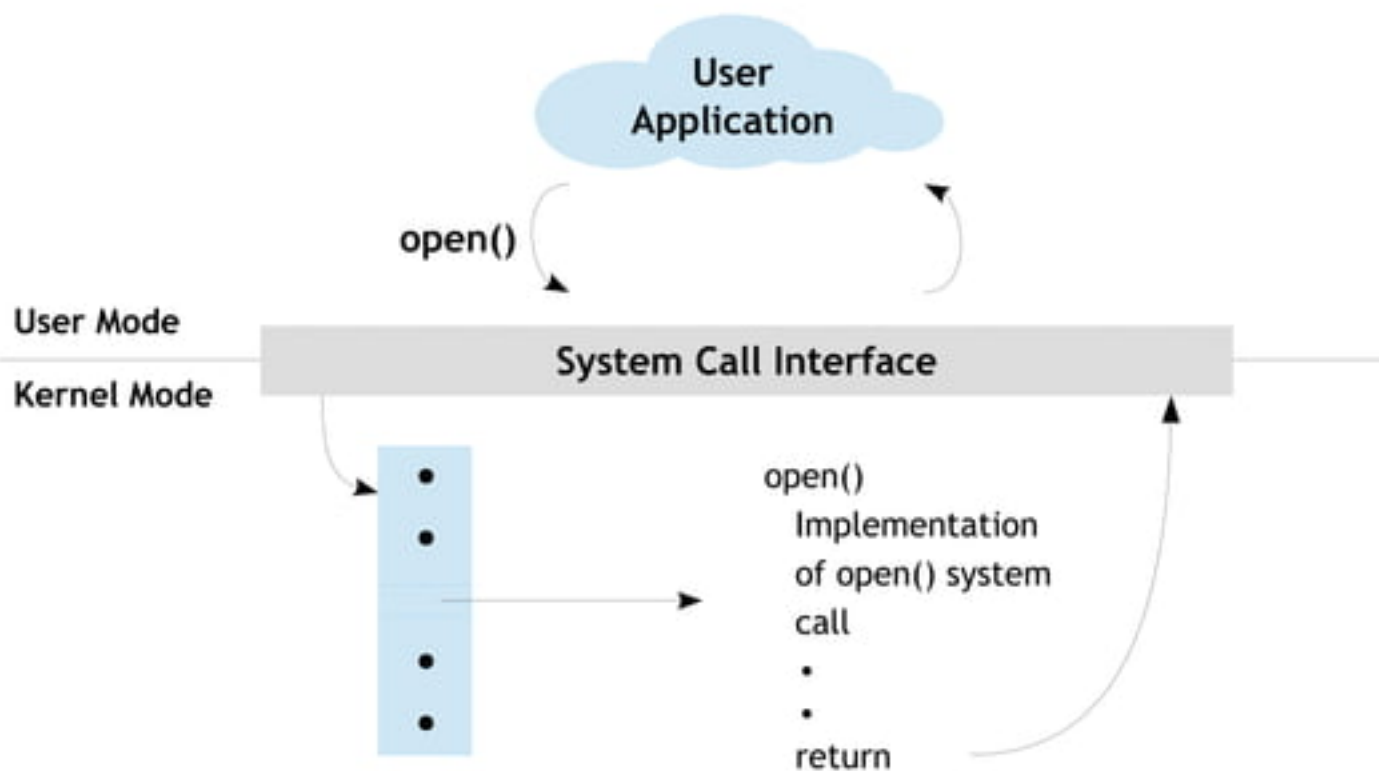 User
Application
open()
User Mode
System Call Interface
Kernel Mode
open()
Implementation
of open() system
call
•
•
return